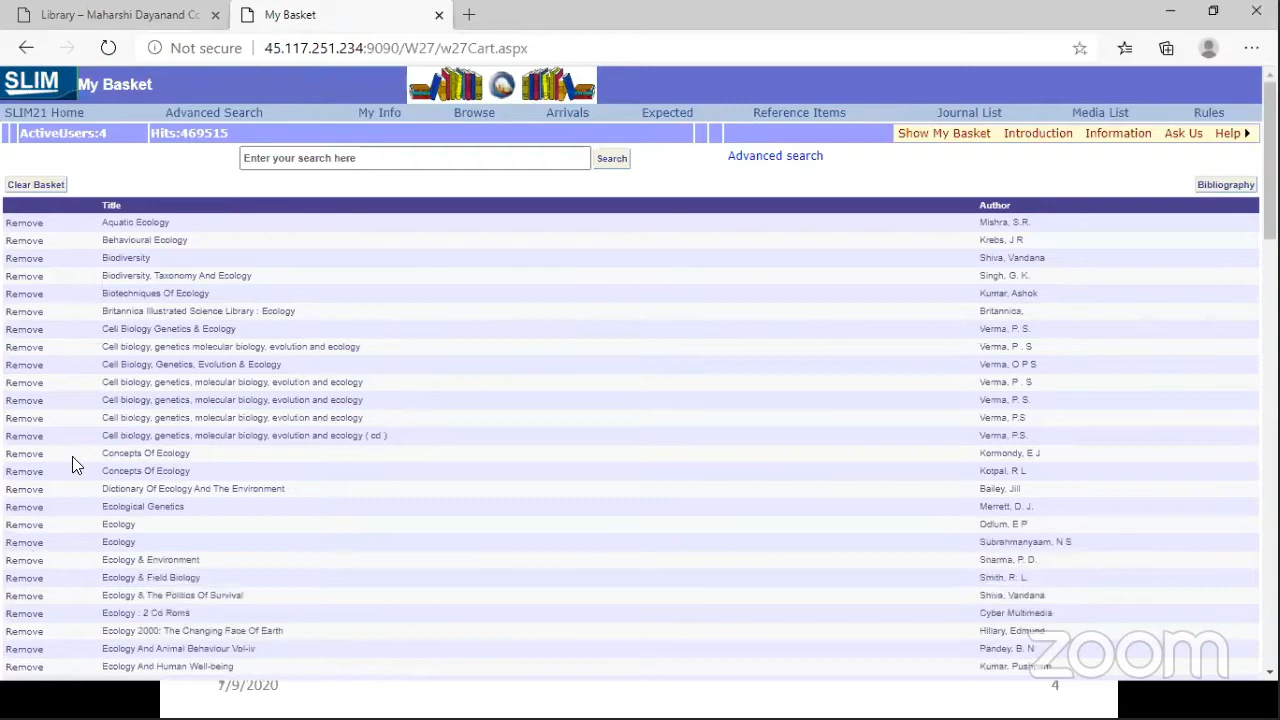 Library – Maharshi Dayanand Co
My Basket
Not secure
45.117.251.234:9090/W27/w27Cart.aspx
SLIM My Basket
SLIM21 Home Advanced Search My Info Browse Arrivals Expected Reference Items Journal List Media List Rules
ActiveUsers:4 Hits:469515 Show My Basket Introduction Information Ask Us Help
Enter your search here Search Advanced search
Clear Basket Bibliography
Title Author
Remove Aquatic Ecology Mishra, S.R.
Remove Behavioural Ecology Krebs, J R
Remove Biodiversity Shiva, Vandana
Remove Biodiversity, Taxonomy And Ecology Singh, G. K.
Remove Biotechniques Of Ecology Kumar, Ashok
Remove Britannica Illustrated Science Library : Ecology Britannica,
Remove Cell Biology Genetics & Ecology Verma, P. S.
Remove Cell biology, genetics molecular biology, evolution and ecology Verma, P . S
Remove Cell Biology, Genetics, Evolution & Ecology Verma, O P S
Remove Cell biology, genetics, molecular biology, evolution and ecology Verma, P . S
Remove Cell biology, genetics, molecular biology, evolution and ecology Verma, P. S.
Remove Cell biology, genetics, molecular biology, evolution and ecology Verma, P.S
Remove Cell biology, genetics, molecular biology, evolution and ecology ( cd ) Verma, P.S.
Remove Concepts Of Ecology Kormondy, E J
Remove Concepts Of Ecology Kotpal, R L
Remove Dictionary Of Ecology And The Environment Bailey, Jill
Remove Ecological Genetics Merrett, D. J.
Remove Ecology Odlum, E P
Remove Ecology Subrahmanyaam, N S
Remove Ecology & Environment Sharma, P. D.
Remove Ecology & Field Biology Smith, R. L.
Remove Ecology & The Politics Of Survival Shiva, Vandana
Remove Ecology : 2 Cd Roms Cyber Multimedia
Remove Ecology 2000: The Changing Face Of Earth Hillary, Edmund
Remove Ecology And Animal Behaviour Vol-iv Pandey, B. N
Remove Ecology And Human Well-being Kumar, Pushpam
zoom
7/9/2020 4